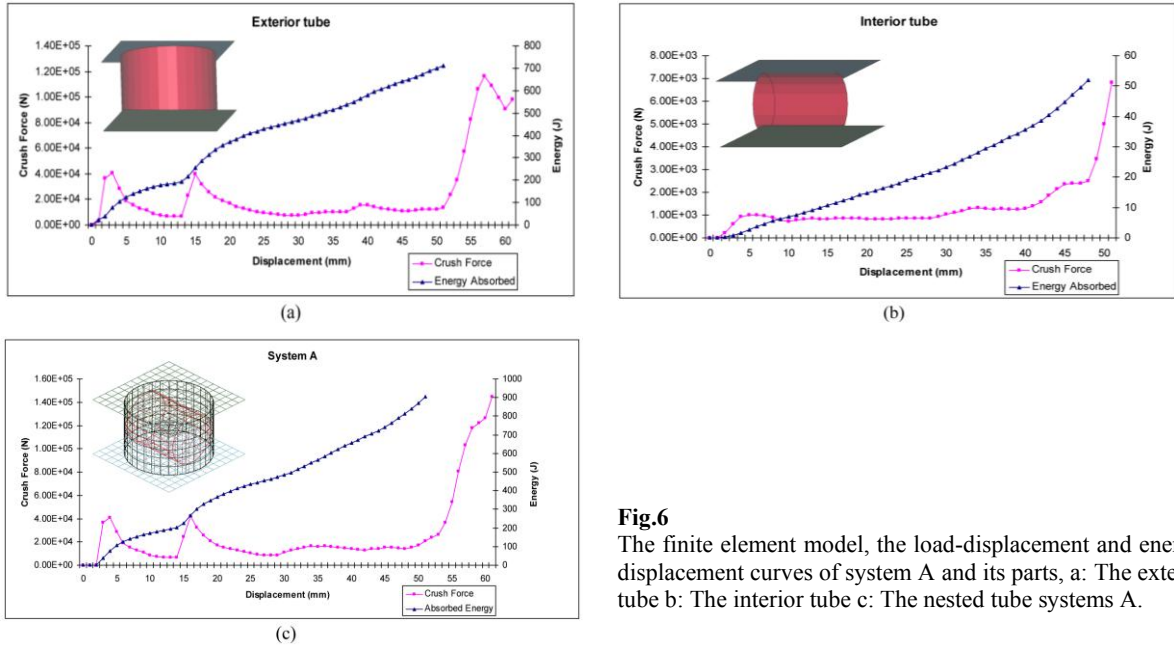 Exterior tube
1.40E+05
1.20E+05
1.00E+05
8.00E+04
6.00E+04
4.00E+04
2.00E+04
0.00E+00
Crush Force (N)
800
700
600
500
400
300
200
100
0
Energy (J)
0 5 10 15 20 25 30 35 40 45 50 55 60
Displacement (mm)
Crush Force
Energy Absorbed
(a)
Interior tube
8.00E+03
7.00E+03
6.00E+03
5.00E+03
4.00E+03
3.00E+03
2.00E+03
1.00E+03
0.00E+00
Crush Force (N)
60
50
40
30
20
10
0
Energy (J)
0 5 10 15 20 25 30 35 40 45 50
Displacement (mm)
Crush Force
Energy Absorbed
(b)
System A
1.60E+05
1.40E+05
1.20E+05
1.00E+05
8.00E+04
6.00E+04
4.00E+04
2.00E+04
0.00E+00
Crush Force (N)
1000
900
800
700
600
500
400
300
200
100
0
Energy (J)
0 5 10 15 20 25 30 35 40 45 50 55 60
Displacement (mm)
Crush Force
Absorbed Energy
(c)
Fig.6
The finite element model, the load-displacement and ener
displacement curves of system A and its parts, a: The exte
tube b: The interior tube c: The nested tube systems A.